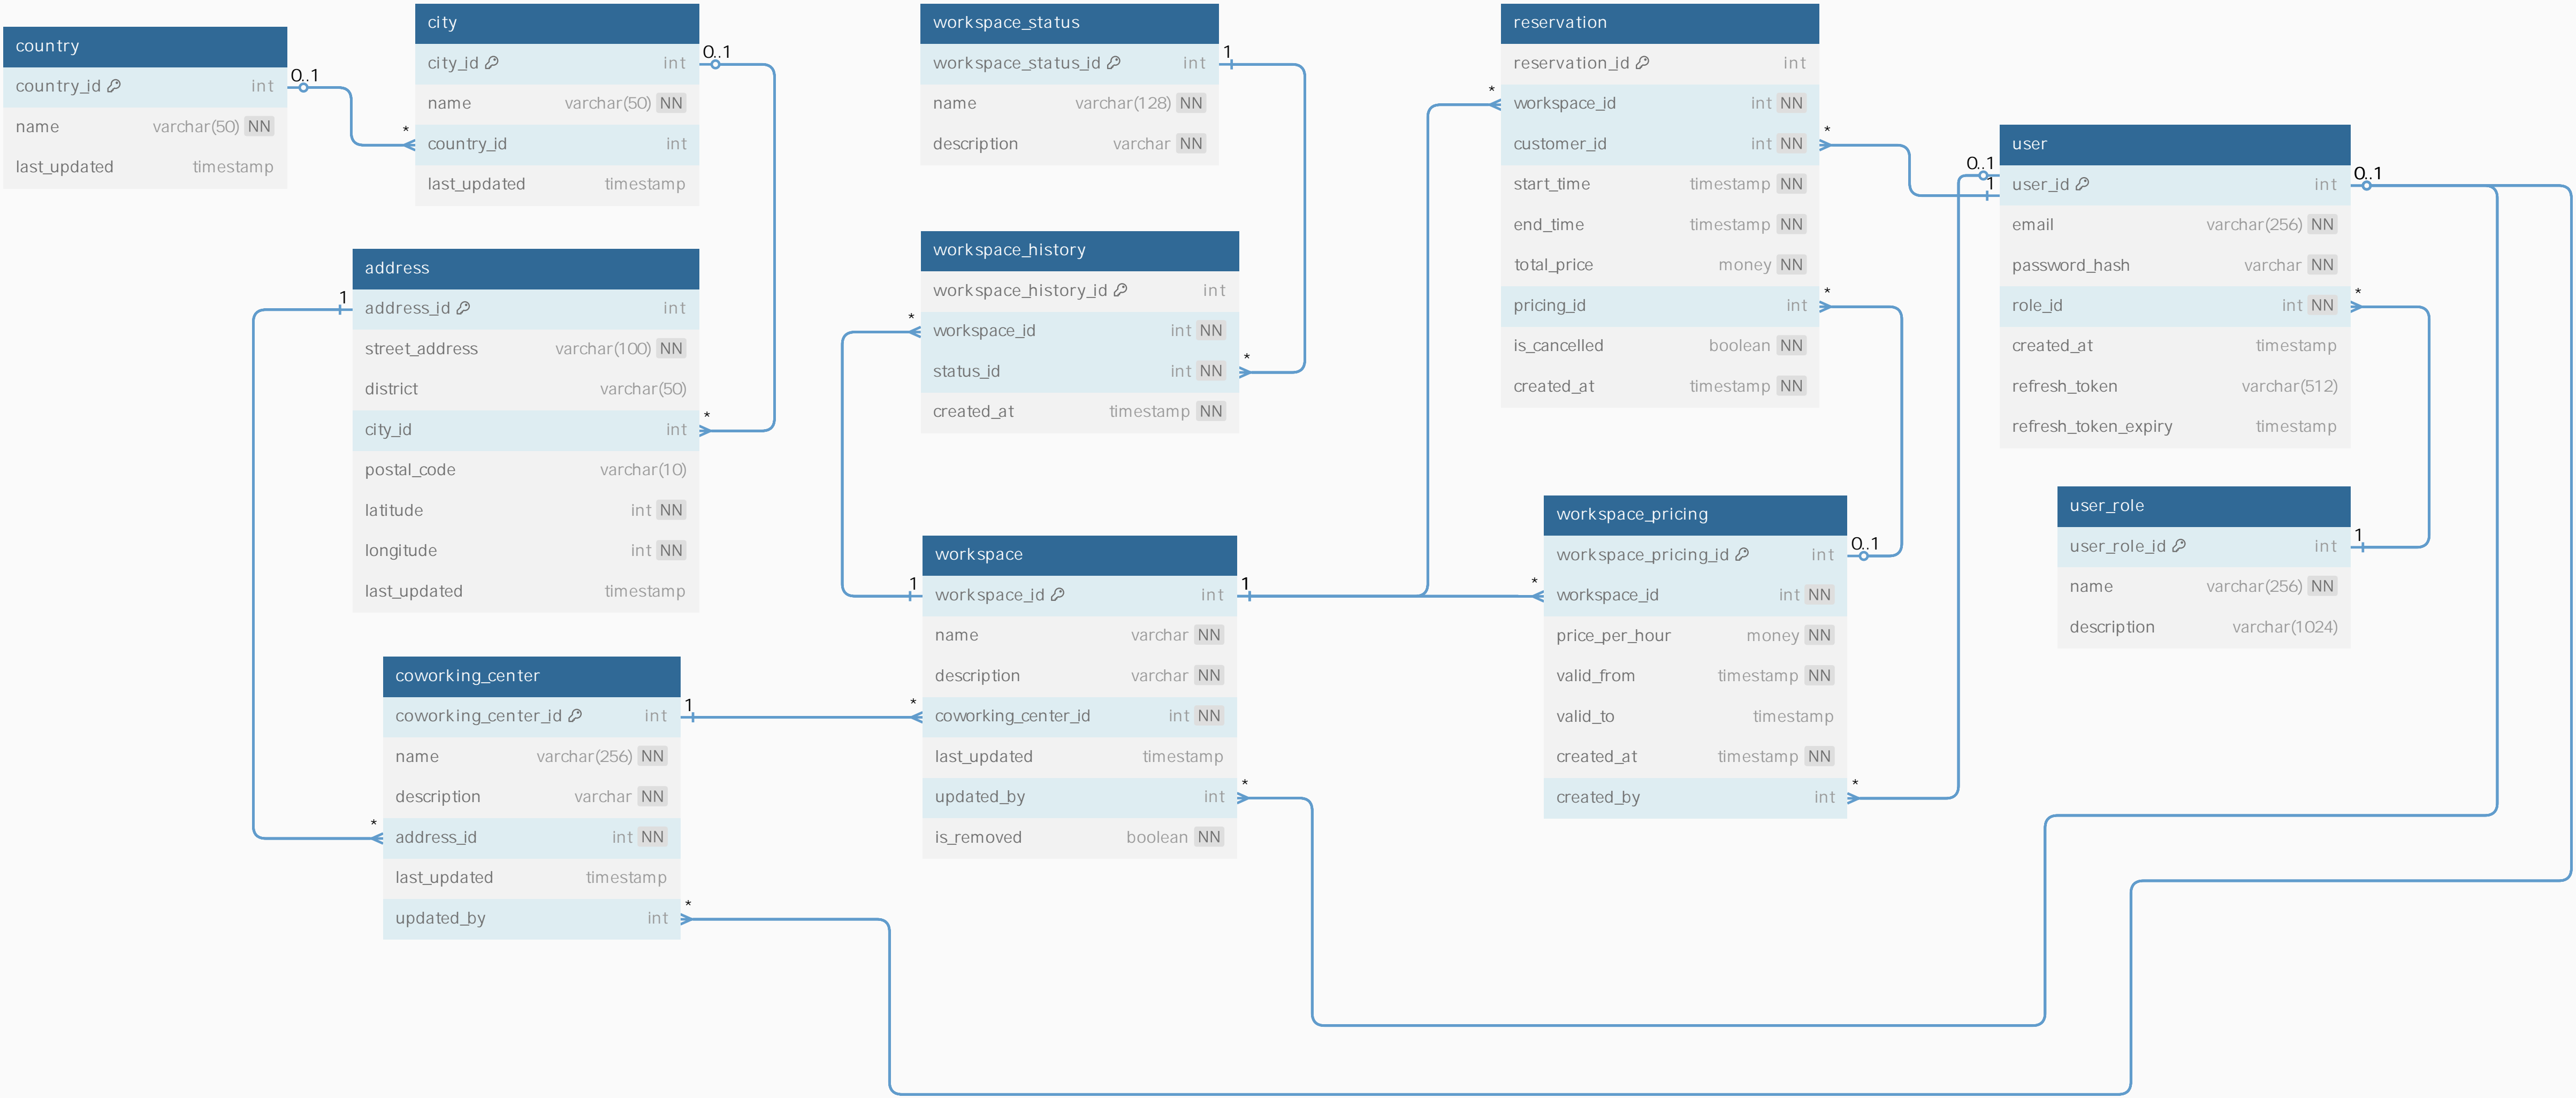 country
country_id int
name varchar(50) NN
last_updated timestamp
0..1
*
city
city_id int
name varchar(50) NN
country_id int
last_updated timestamp
0..1
*
address
address_id int
street_address varchar(100) NN
district varchar(50)
city_id int
postal_code varchar(10)
latitude int NN
longitude int NN
last_updated timestamp
1
*
coworking_center
coworking_center_id int
name varchar(256) NN
description varchar NN
address_id int NN
last_updated timestamp
updated_by int
1
*
*
workspace_status
workspace_status_id int
name varchar(128) NN
description varchar NN
1
*
workspace_history
workspace_history_id int
workspace_id int NN
status_id int NN
created_at timestamp NN
*
1
workspace
workspace_id int
name varchar NN
description varchar NN
coworking_center_id int NN
last_updated timestamp
updated_by int
is_removed boolean NN
1
*
*
*
reservation
reservation_id int
workspace_id int NN
customer_id int NN
start_time timestamp NN
end_time timestamp NN
total_price money NN
pricing_id int
is_cancelled boolean NN
created_at timestamp NN
*
*
workspace_pricing
workspace_pricing_id int
workspace_id int NN
price_per_hour money NN
valid_from timestamp NN
valid_to timestamp
created_at timestamp NN
created_by int
0..1
*
0..1
1
user
user_id int
email varchar(256) NN
password_hash varchar NN
role_id int NN
created_at timestamp
refresh_token varchar(512)
refresh_token_expiry timestamp
0..1
*
user_role
user_role_id int
name varchar(256) NN
description varchar(1024)
1